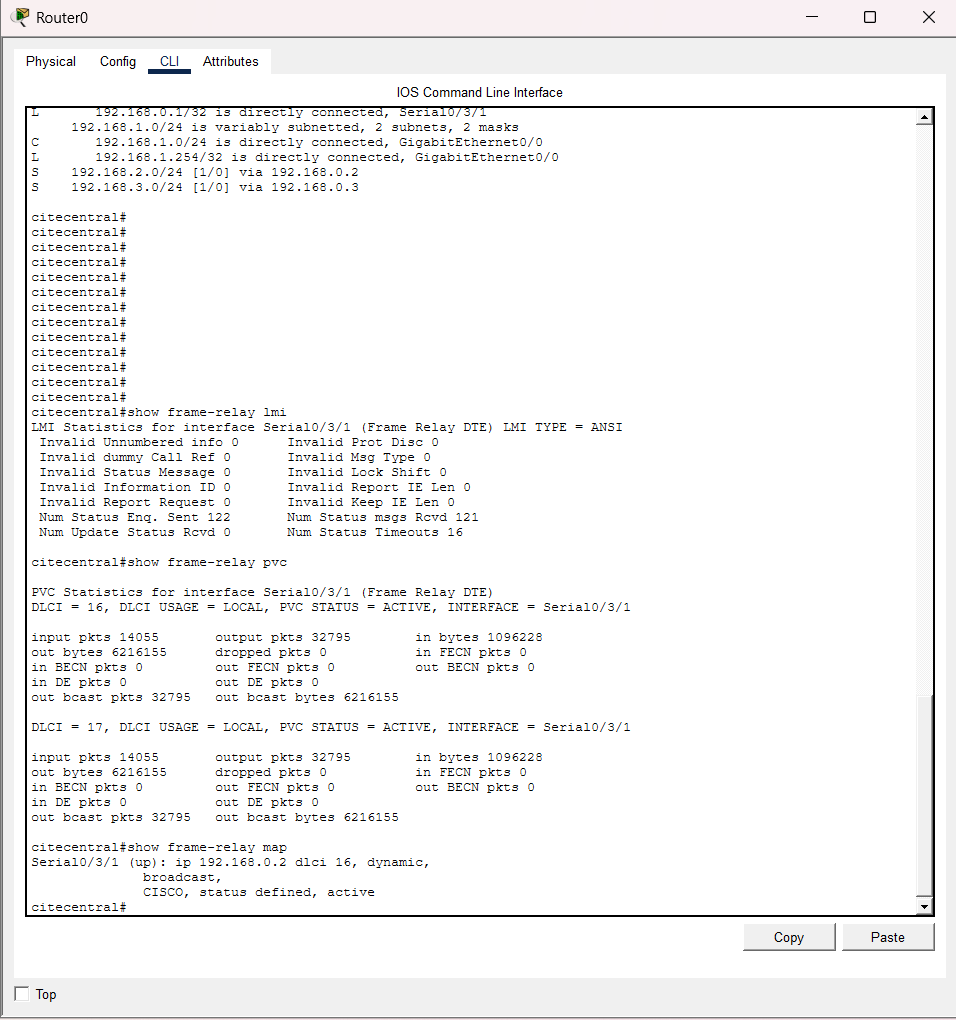 Router0
Physical Config CLI Attributes
IOS Command Line Interface
L 192.168.0.1/32 is directly connected, Serial0/3/1
192.168.1.0/24 is variably subnetted, 2 subnets, 2 masks
C 192.168.1.0/24 is directly connected, GigabitEthernet0/0
L 192.168.1.254/32 is directly connected, GigabitEthernet0/0
S 192.168.2.0/24 [1/0] via 192.168.0.2
S 192.168.3.0/24 [1/0] via 192.168.0.3
citecentral#
citecentral#
citecentral#
citecentral#
citecentral#
citecentral#
citecentral#
citecentral#
citecentral#
citecentral#
citecentral#
citecentral#
citecentral#
citecentral#show frame-relay lmi
LMI Statistics for interface Serial0/3/1 (Frame Relay DTE) LMI TYPE = ANSI
Invalid Unnumbered info 0 Invalid Prot Disc 0
Invalid dummy Call Ref 0 Invalid Msg Type 0
Invalid Status Message 0 Invalid Lock Shift 0
Invalid Information ID 0 Invalid Report IE Len 0
Invalid Report Request 0 Invalid Keep IE Len 0
Num Status Enq. Sent 122 Num Status msgs Rcvd 121
Num Update Status Rcvd 0 Num Status Timeouts 16
citecentral#show frame-relay pvc
PVC Statistics for interface Serial0/3/1 (Frame Relay DTE)
DLCI = 16, DLCI USAGE = LOCAL, PVC STATUS = ACTIVE, INTERFACE = Serial0/3/1
input pkts 14055 output pkts 32795 in bytes 1096228
out bytes 6216155 dropped pkts 0 in FECN pkts 0
in BECN pkts 0 out FECN pkts 0 out BECN pkts 0
in DE pkts 0 out DE pkts 0
out bcast pkts 32795 out bcast bytes 6216155
DLCI = 17, DLCI USAGE = LOCAL, PVC STATUS = ACTIVE, INTERFACE = Serial0/3/1
input pkts 14055 output pkts 32795 in bytes 1096228
out bytes 6216155 dropped pkts 0 in FECN pkts 0
in BECN pkts 0 out FECN pkts 0 out BECN pkts 0
in DE pkts 0 out DE pkts 0
out bcast pkts 32795 out bcast bytes 6216155
citecentral#show frame-relay map
Serial0/3/1 (up): ip 192.168.0.2 dlci 16, dynamic,
broadcast,
CISCO, status defined, active
citecentral#
Copy Paste
Top